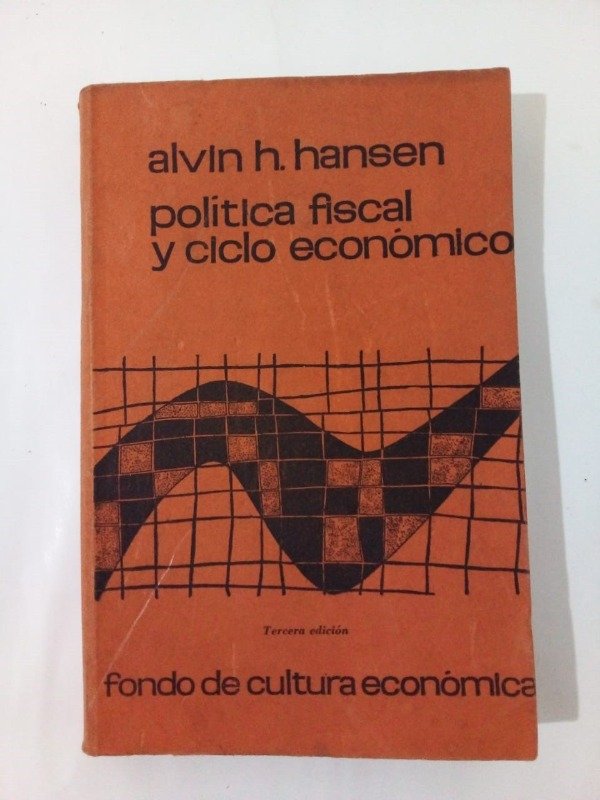 alvin h. hansen
política fiscal
y ciclo económico
Tercera edición
fondo de cultura económica